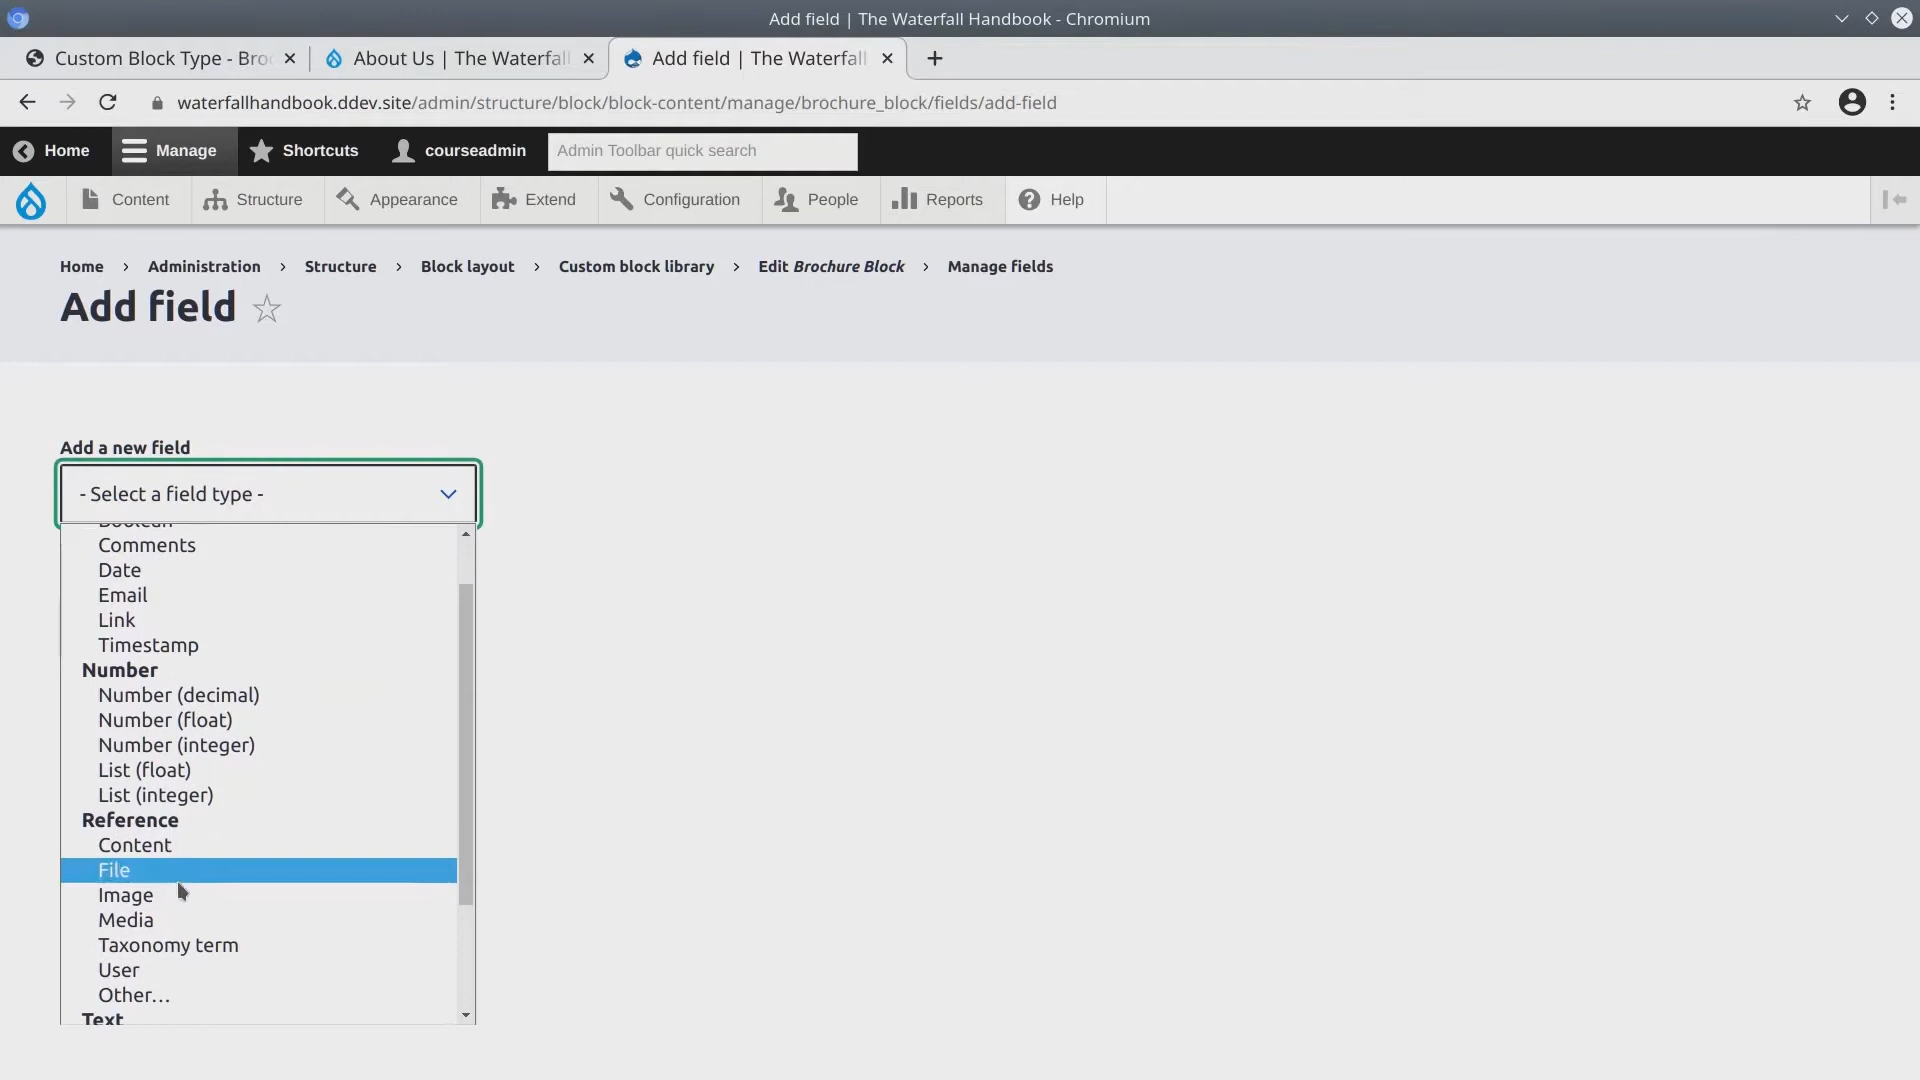 Add field | The Waterfall Handbook - Chromium
Custom Block Type - Broc
About Us | The Waterfall
Add field | The Waterfall
waterfallhandbook.ddev.site/admin/structure/block/block-content/manage/brochure_block/fields/add-field
Home
Manage
Shortcuts
courseadmin
Admin Toolbar quick search
Content
Structure
Appearance
Extend
Configuration
People
Reports
Help
Home › Administration › Structure › Block layout › Custom block library › Edit Brochure Block › Manage fields
Add field
Add a new field
- Select a field type -
Boolean
Comments
Date
Email
Link
Timestamp
Number
Number (decimal)
Number (float)
Number (integer)
List (float)
List (integer)
Reference
Content
File
Image
Media
Taxonomy term
User
Other…
Text